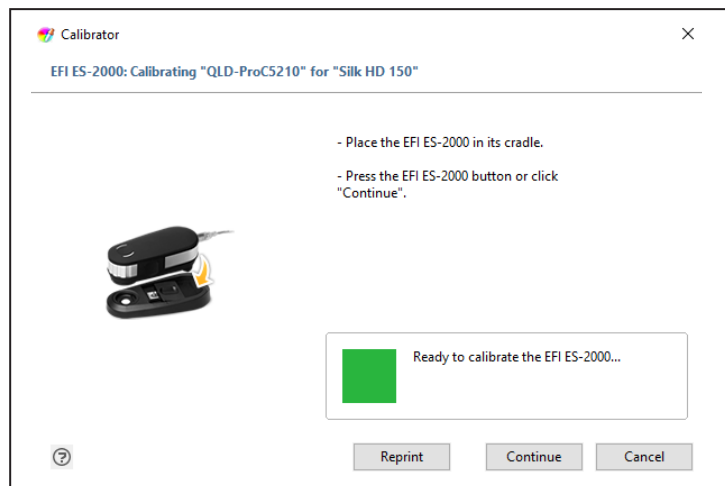 Calibrator
EFI ES-2000: Calibrating "QLD-ProC5210" for "Silk HD 150"
- Place the EFI ES-2000 in its cradle.
- Press the EFI ES-2000 button or click
"Continue".
Ready to calibrate the EFI ES-2000...
?
Reprint
Continue
Cancel